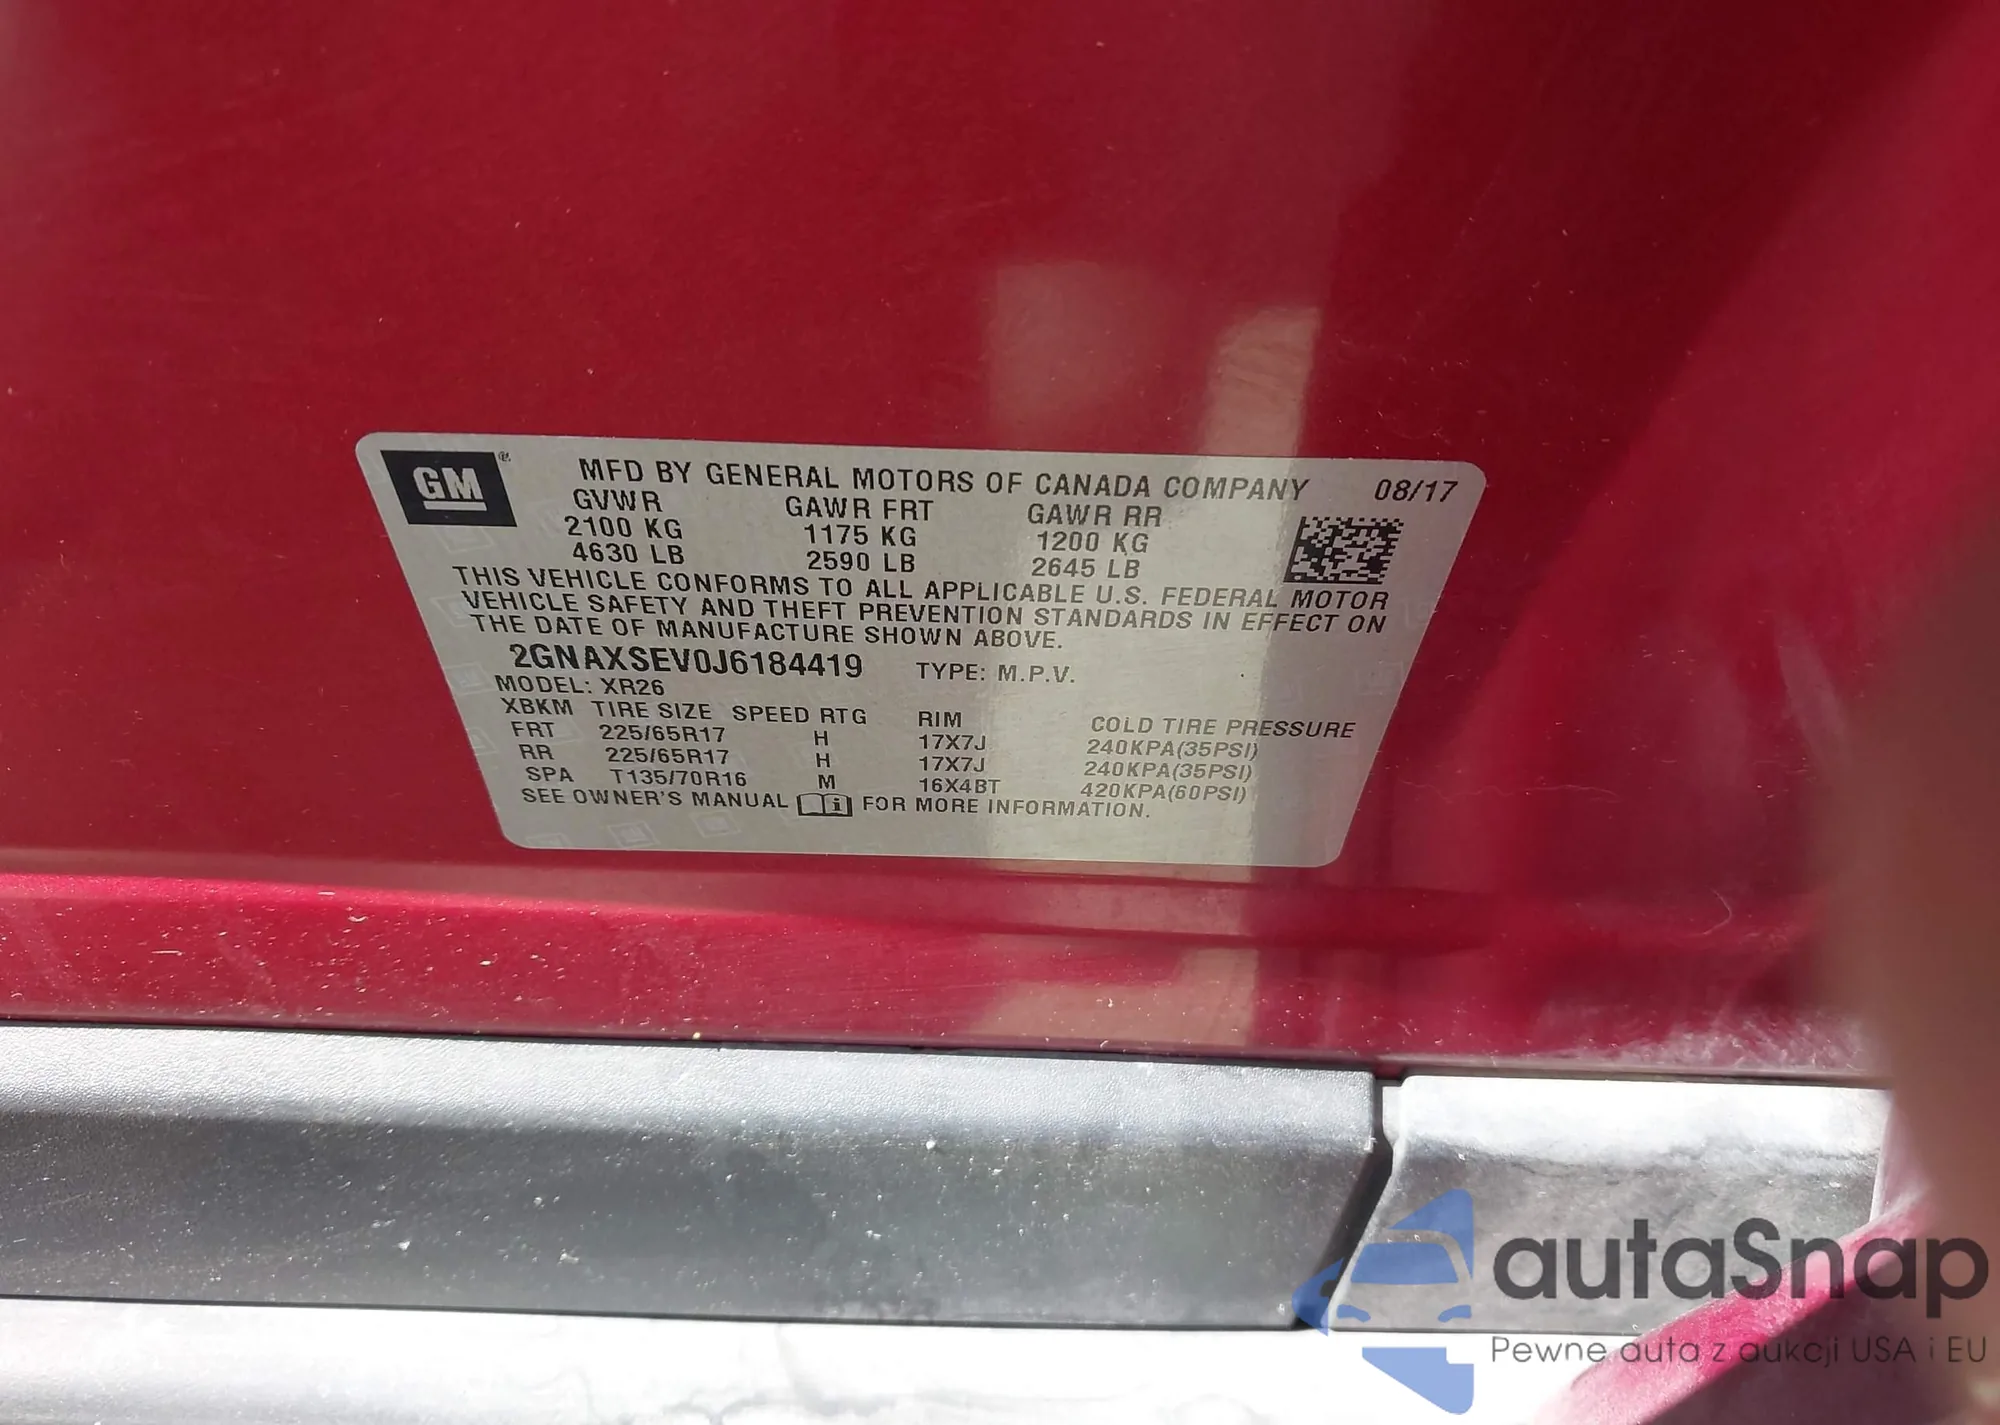 GM ® MFD BY GENERAL MOTORS OF CANADA COMPANY 08/17
GVWR GAWR FRT GAWR RR
2100 KG 1175 KG 1200 KG
4630 LB 2590 LB 2645 LB
THIS VEHICLE CONFORMS TO ALL APPLICABLE U.S. FEDERAL MOTOR
VEHICLE SAFETY AND THEFT PREVENTION STANDARDS IN EFFECT ON
THE DATE OF MANUFACTURE SHOWN ABOVE.
2GNAXSEV0J6184419 TYPE: M.P.V.
MODEL: XR26
XBKM TIRE SIZE SPEED RTG RIM COLD TIRE PRESSURE
FRT 225/65R17 H 17X7J 240KPA(35PSI)
RR 225/65R17 H 17X7J 240KPA(35PSI)
SPA T135/70R16 M 16X4BT 420KPA(60PSI)
SEE OWNER'S MANUAL i FOR MORE INFORMATION.
autaSnap
Pewne auta z aukcji USA i EU